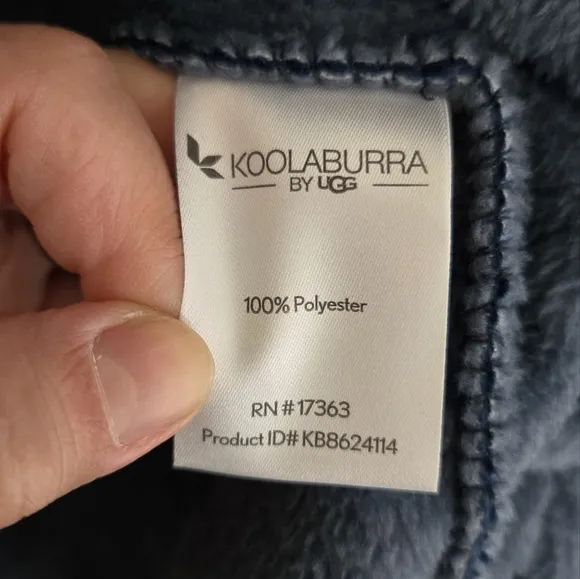 KOOLABURRA
BY UGG
100% Polyester
RN # 17363
Product ID# KB8624114